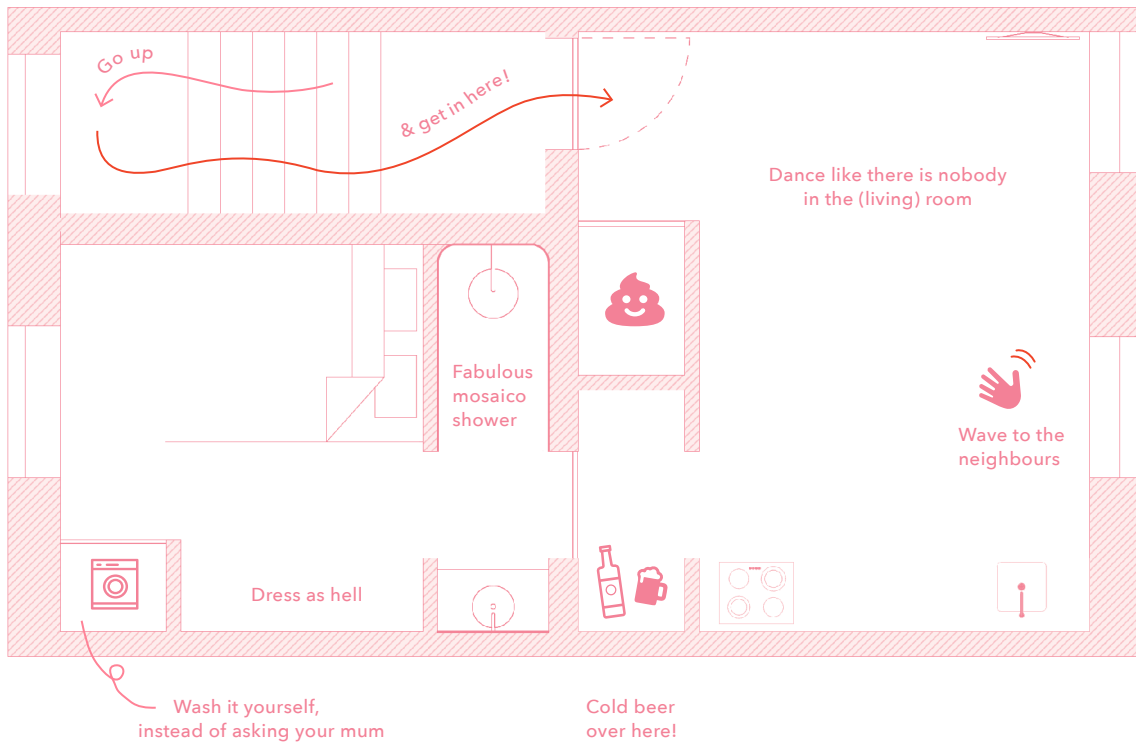 Go up
& get in here!
Dance like there is nobody
in the (living) room
Fabulous
mosaico
shower
Wave to the
neighbours
Dress as hell
Wash it yourself,
instead of asking your mum
Cold beer
over here!